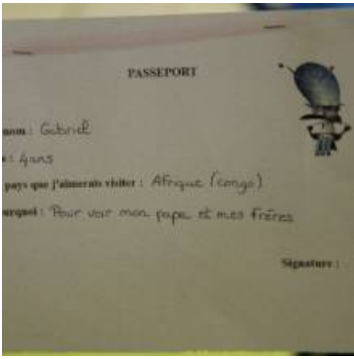 PASSEPORT
nom : Gabriel
: 4ans
pays que j'aimerais visiter : Afrique (congo)
urquoi : Pour voir mon papa et mes frères
Signature :